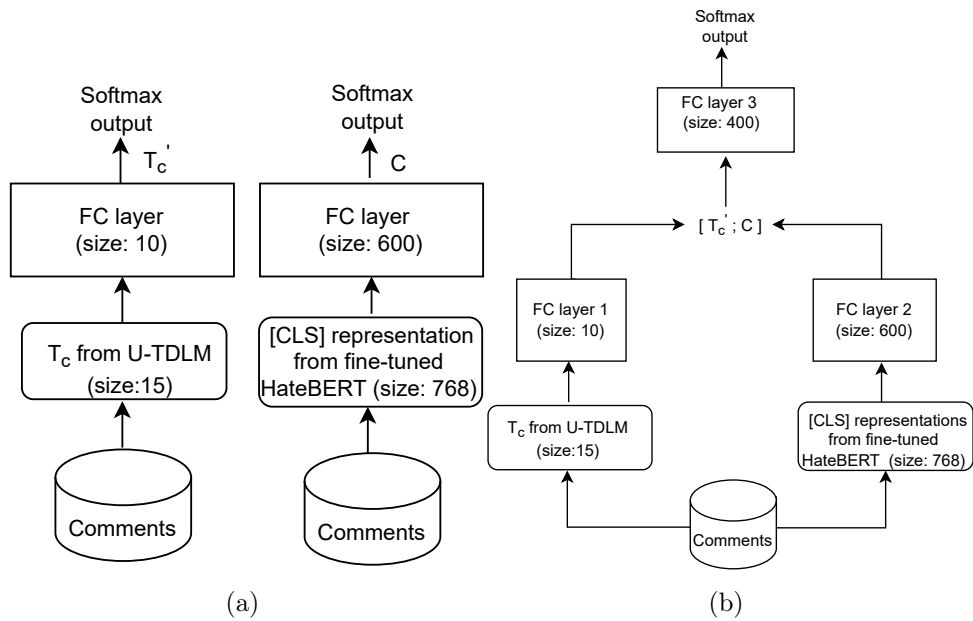 Softmax
output
T_c'
FC layer
(size: 10)
T_c from U-TDLM
(size:15)
Comments
Softmax
output
C
FC layer
(size: 600)
[CLS] representation
from fine-tuned
HateBERT (size: 768)
Comments
(a)
Softmax
output
FC layer 3
(size: 400)
[ T_c' ; C ]
FC layer 1
(size: 10)
FC layer 2
(size: 600)
T_c from U-TDLM
(size:15)
[CLS] representations
from fine-tuned
HateBERT (size: 768)
Comments
(b)